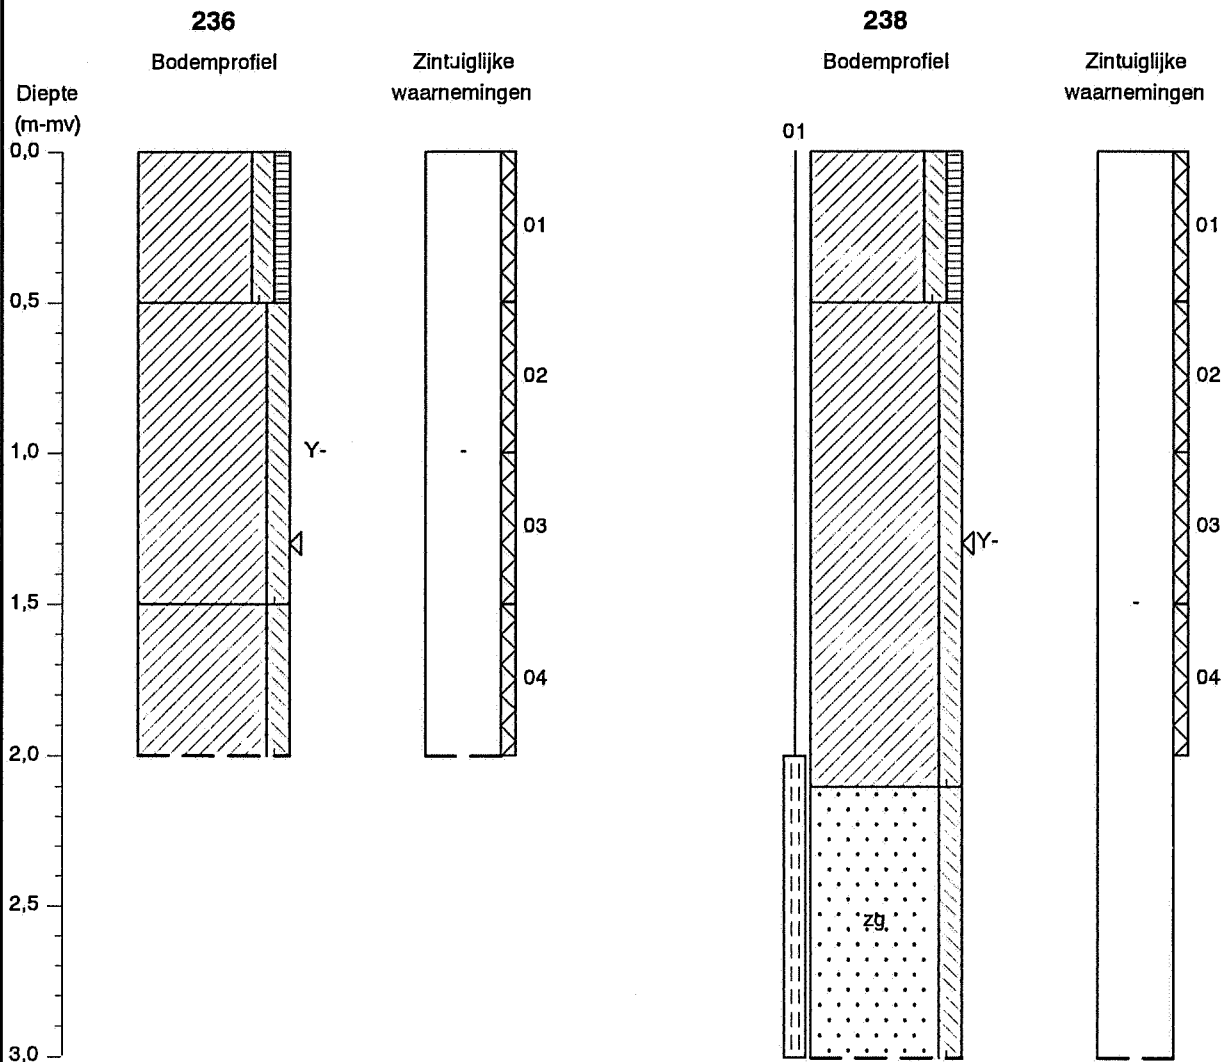 236
Bodemprofiel
Zintuiglijke
waarnemingen
238
Bodemprofiel
Zintuiglijke
waarnemingen
Diepte
(m-mv)
0,0
0,5
1,0
1,5
2,0
2,5
3,0
Y-
-
01
02
03
04
01
zg
Y-
-
01
02
03
04